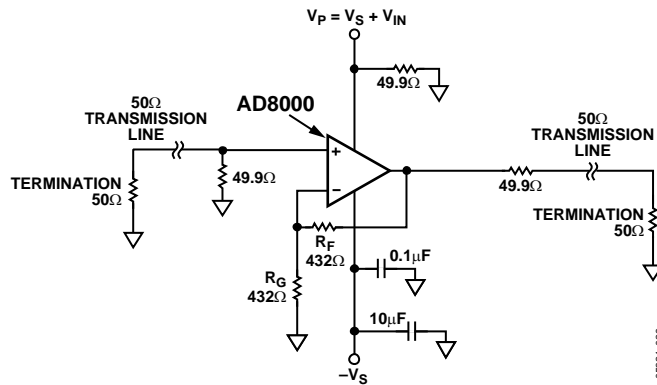 V_P = V_S + V_IN
49.9Ω
AD8000
50Ω
TRANSMISSION
LINE
+
−
49.9Ω
TERMINATION
50Ω
50Ω
TRANSMISSION
LINE
49.9Ω
TERMINATION
50Ω
R_F
432Ω
R_G
432Ω
0.1μF
10μF
−V_S